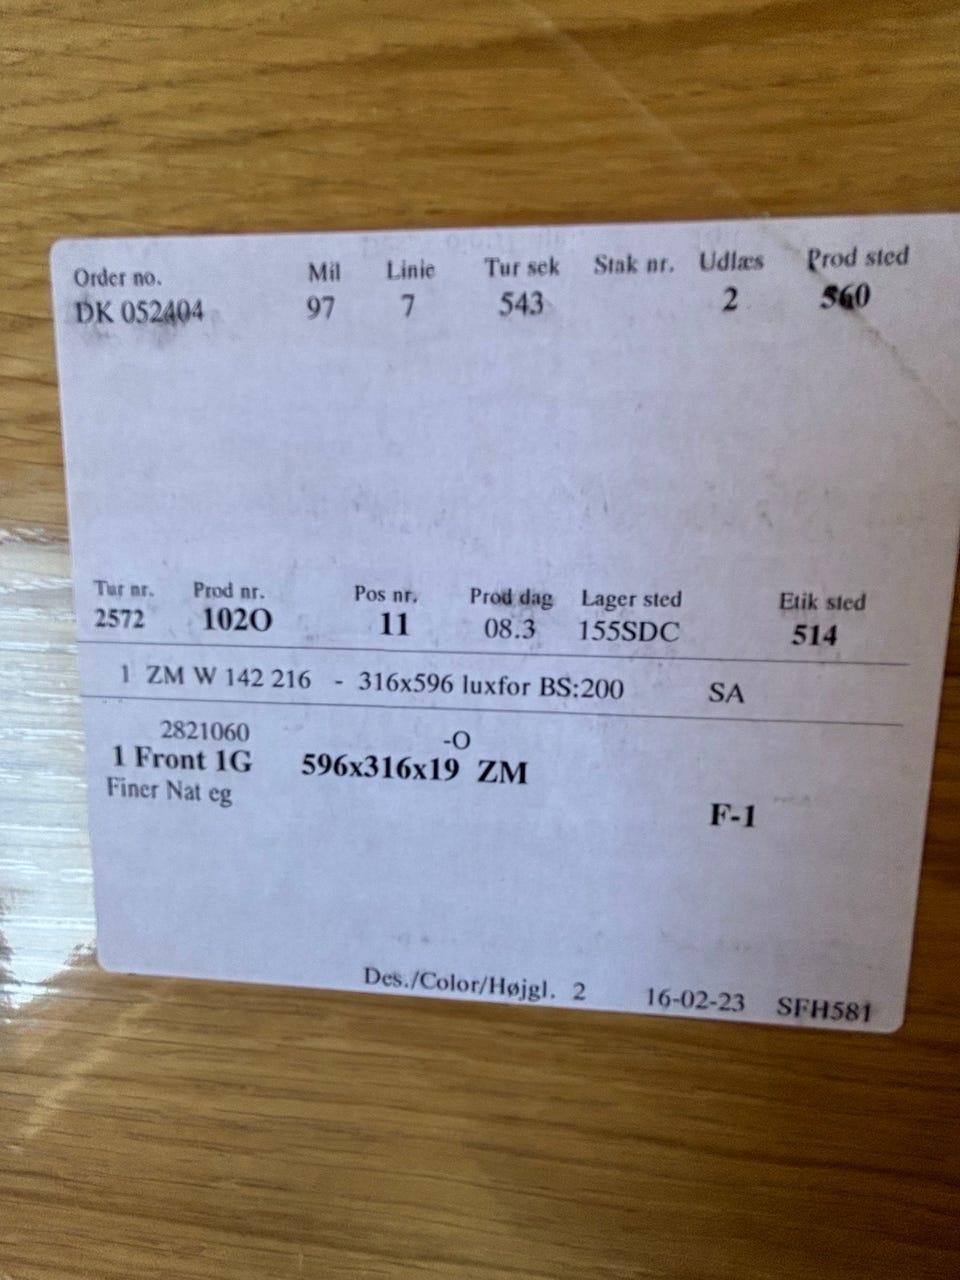 Order no. Mil Linie Tur sek Stak nr. Udlæs Prod sted
DK 052404 97 7 543 2 560
Tur nr. Prod nr. Pos nr. Prod dag Lager sted Etik sted
2572 102O 11 08.3 155SDC 514
1 ZM W 142 216 - 316x596 luxfor BS:200 SA
2821060 -O
1 Front 1G 596x316x19 ZM
Finer Nat eg
F-1
Des./Color/Højgl. 2 16-02-23 SFH581